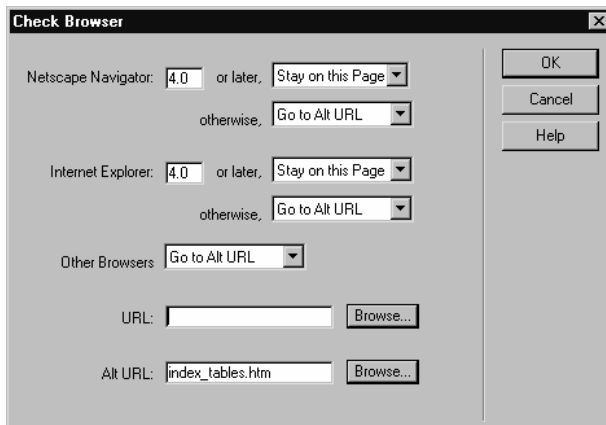 Check Browser
Netscape Navigator: 4.0 or later, Stay on this Page
otherwise, Go to Alt URL
Internet Explorer: 4.0 or later, Stay on this Page
otherwise, Go to Alt URL
Other Browsers Go to Alt URL
URL: Browse...
Alt URL: index_tables.htm Browse...
OK
Cancel
Help